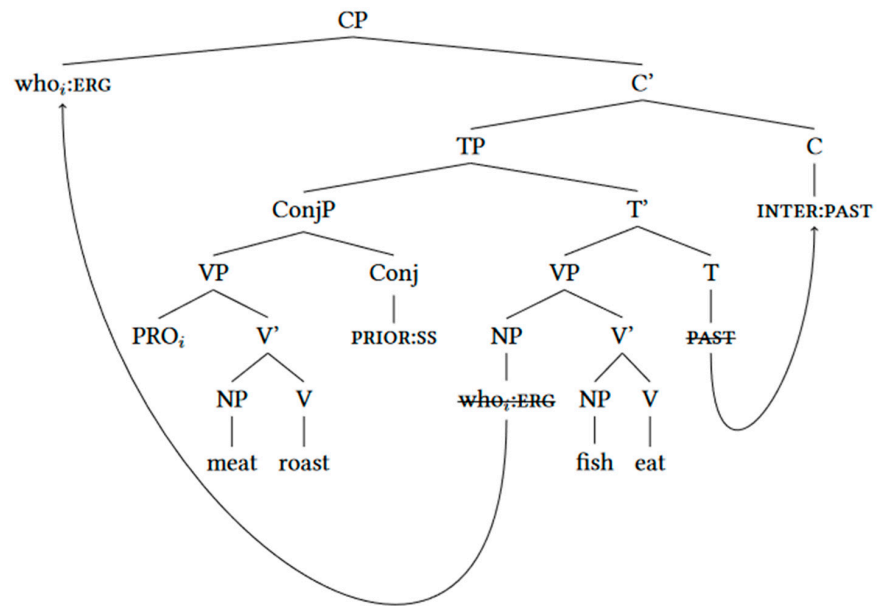 CP
whoᵢ:ERG C'
TP C
ConjP T' INTER:PAST
VP Conj VP T
PROᵢ V' PRIOR:SS NP V' PAST
NP V whoᵢ:ERG NP V
meat roast fish eat